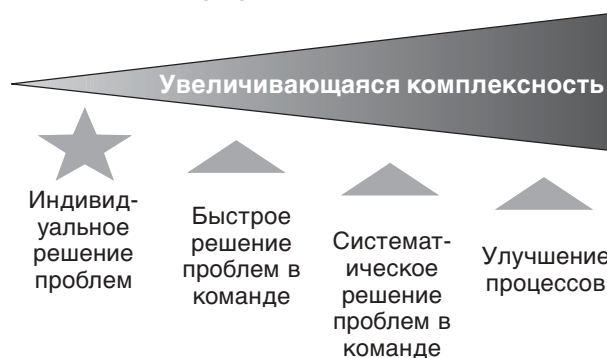 Увеличивающаяся комплексность
Индивид-
уальное
решение
проблем
Быстрое
решение
проблем в
команде
Системат-
ическое
решение
проблем в
команде
Улучшение
процессов